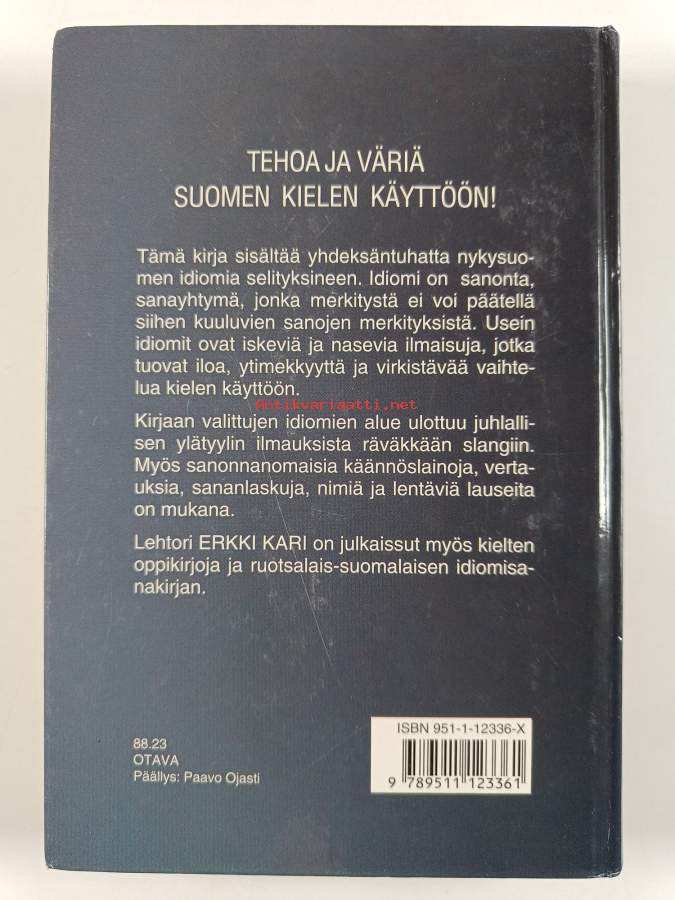 TEHOA JA VÄRIÄ
SUOMEN KIELEN KÄYTTÖÖN!
Tämä kirja sisältää yhdeksäntuhatta nykysuo-
men idiomia selityksineen. Idiomi on sanonta,
sanayhtymä, jonka merkitystä ei voi päätellä
siihen kuuluvien sanojen merkityksistä. Usein
idiomit ovat iskeviä ja nasevia ilmaisuja, jotka
tuovat iloa, ytimekkyyttä ja virkistävää vaihte-
lua kielen käyttöön.
Antikvariaatti.net
Kirjaan valittujen idiomien alue ulottuu juhlalli-
sen ylätyylin ilmauksista räväkkään slangiin.
Myös sanonnanomaisia käännöslainoja, verta-
uksia, sananlaskuja, nimiä ja lentäviä lauseita
on mukana.
Lehtori ERKKI KARI on julkaissut myös kielten
oppikirjoja ja ruotsalais-suomalaisen idiomisa-
nakirjan.
ISBN 951-1-12336-X
88.23
OTAVA
Päällys: Paavo Ojasti
9 789511 123361